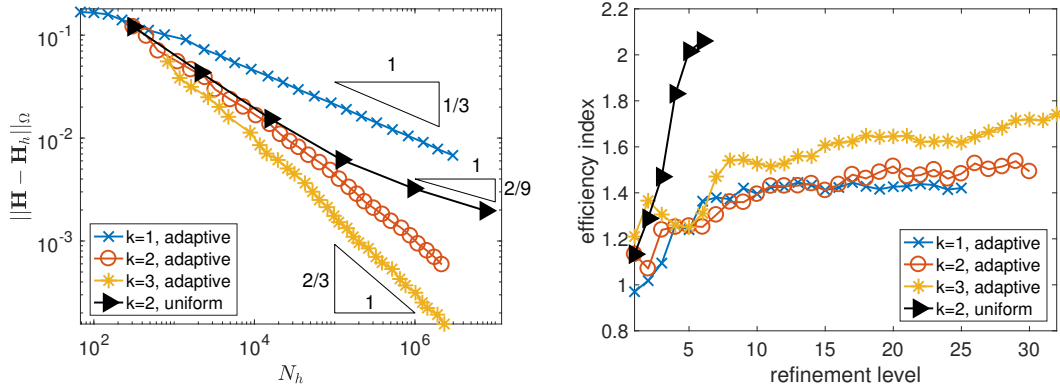 10^{-1}
10^{-2}
10^{-3}
||H − H_h||_Ω
1
1/3
1
2/9
2/3
1
k=1, adaptive
k=2, adaptive
k=3, adaptive
k=2, uniform
10^2
10^4
10^6
N_h
2.2
2
1.8
1.6
1.4
1.2
1
0.8
efficiency index
k=1, adaptive
k=2, adaptive
k=3, adaptive
k=2, uniform
5
10
15
20
25
30
refinement level